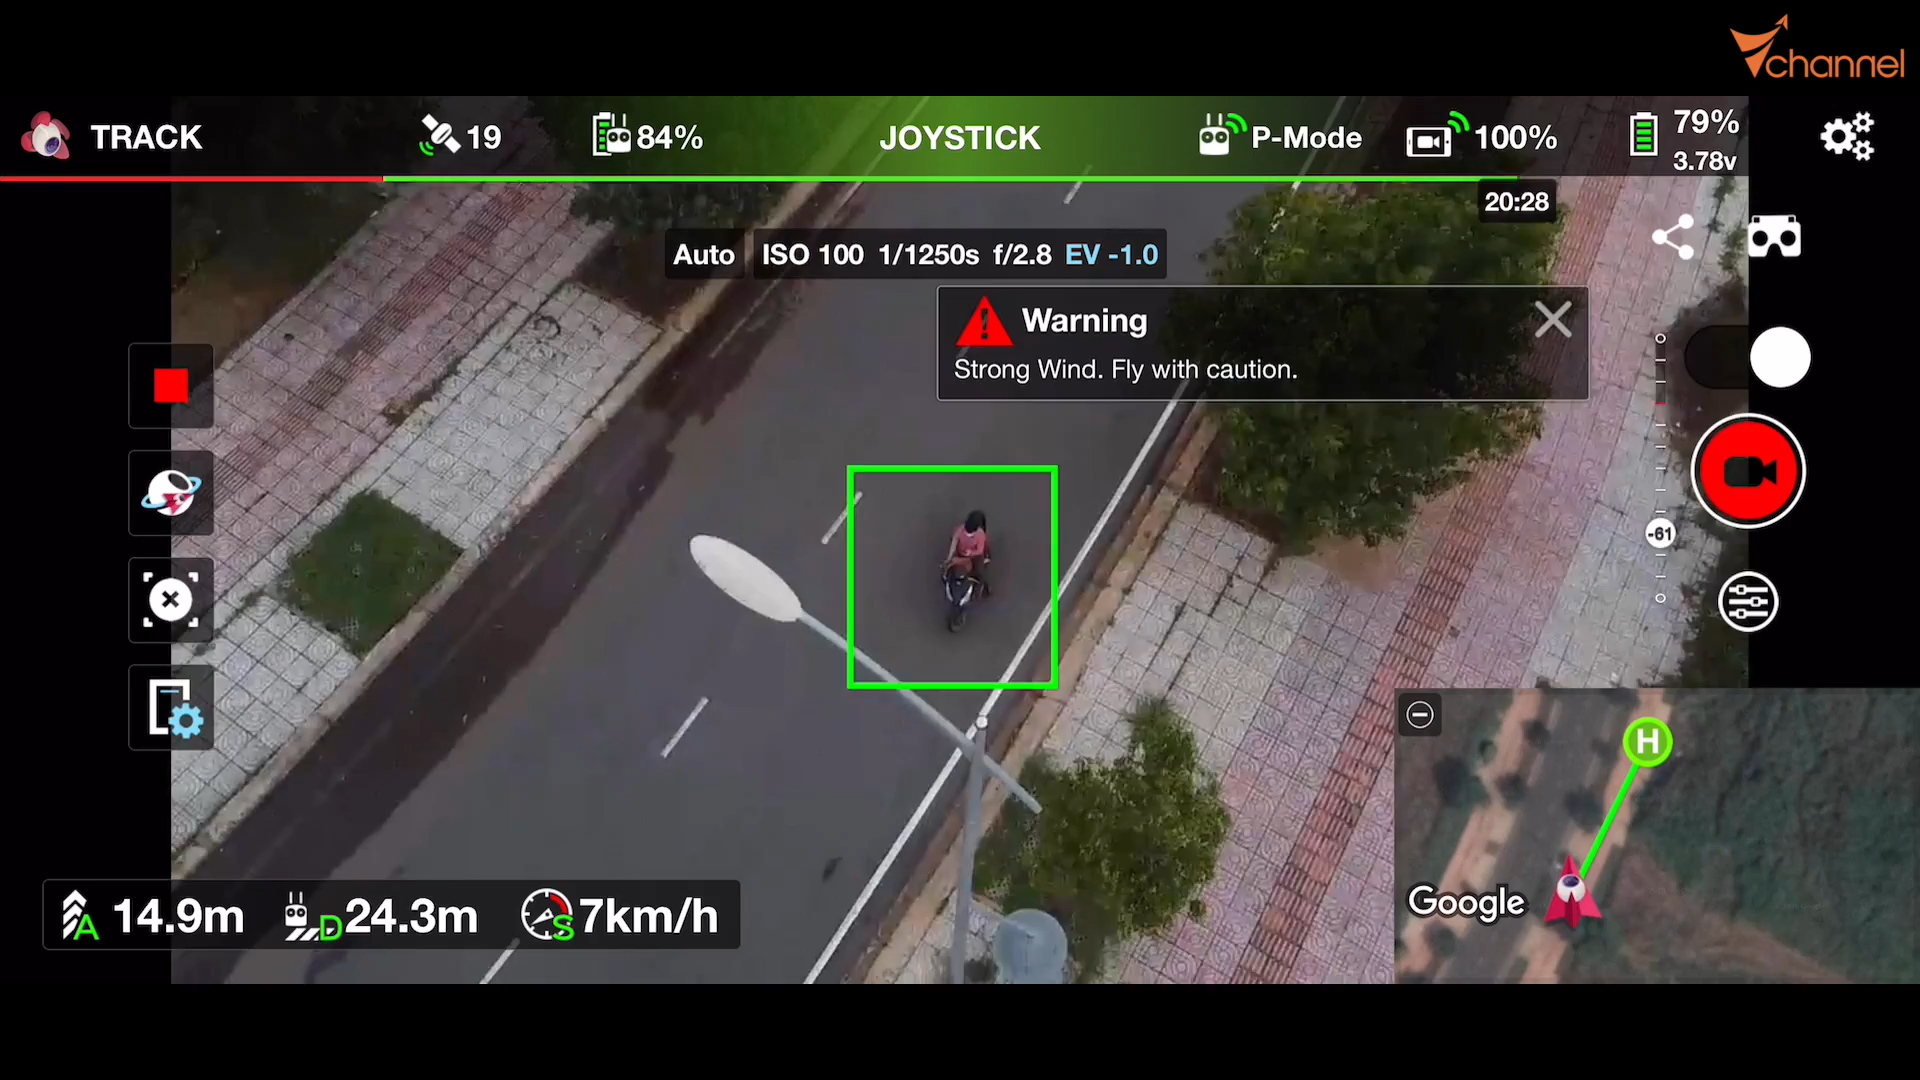 Vchannel
TRACK
19
84%
JOYSTICK
P-Mode
100%
79%
3.78v
20:28
Auto
ISO 100 1/1250s f/2.8 EV -1.0
Warning
Strong Wind. Fly with caution.
-61
H
Google
A 14.9m
D 24.3m
S 7km/h